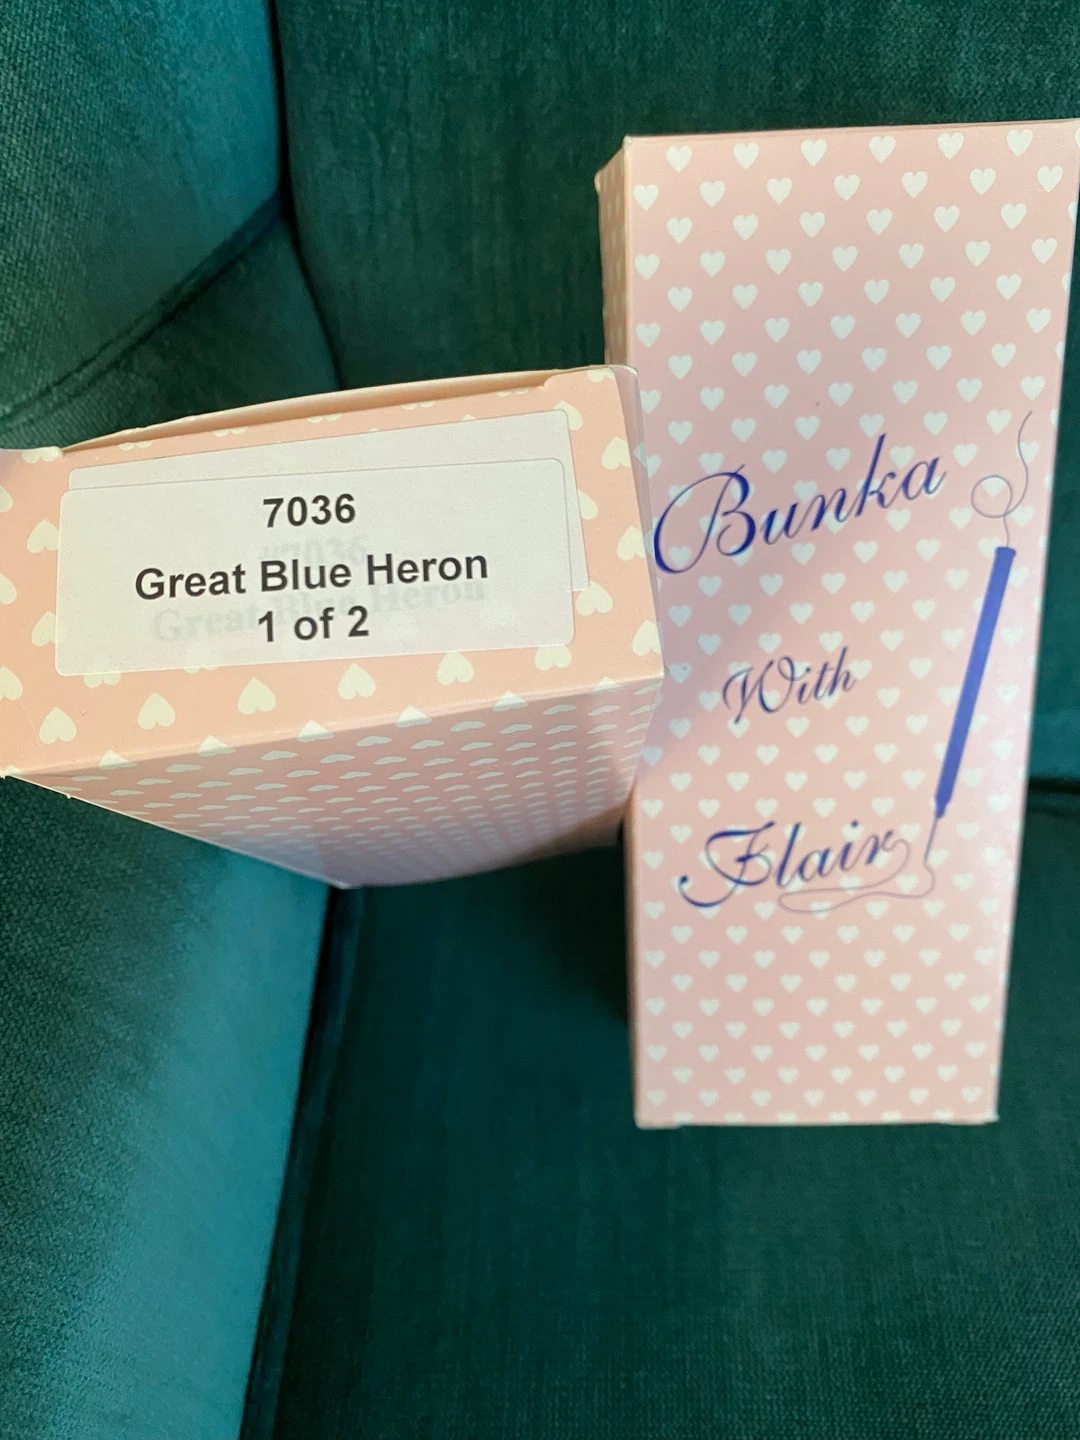 7036
Great Blue Heron
1 of 2
Bunka
With
Flair